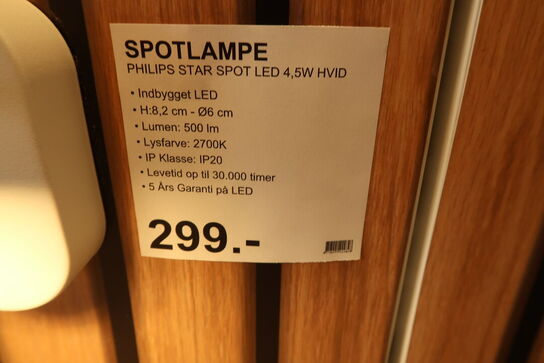 SPOTLAMPE
PHILIPS STAR SPOT LED 4,5W HVID
• Indbygget LED
• H:8,2 cm - Ø6 cm
• Lumen: 500 lm
• Lysfarve: 2700K
• IP Klasse: IP20
• Levetid op til 30.000 timer
• 5 Års Garanti på LED
299.-